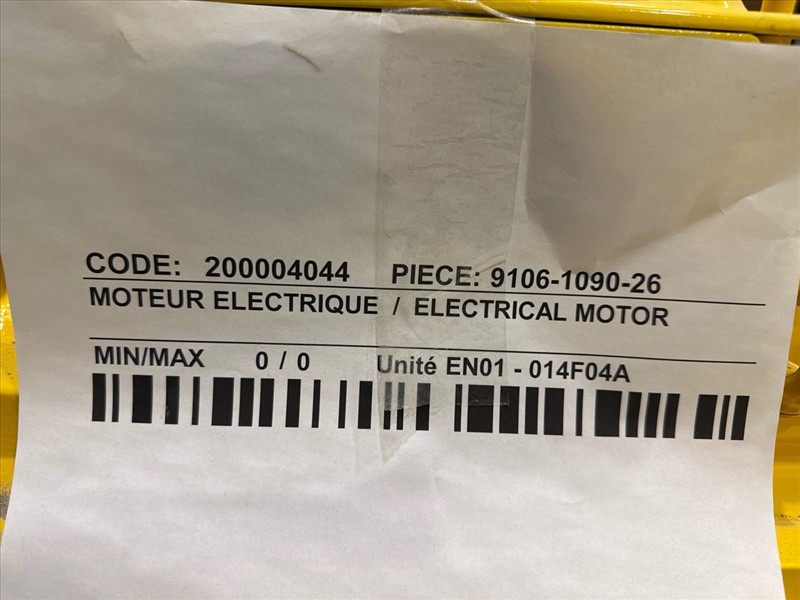 CODE: 200004044 PIECE: 9106-1090-26
MOTEUR ELECTRIQUE / ELECTRICAL MOTOR
MIN/MAX 0 / 0 Unité EN01 - 014F04A